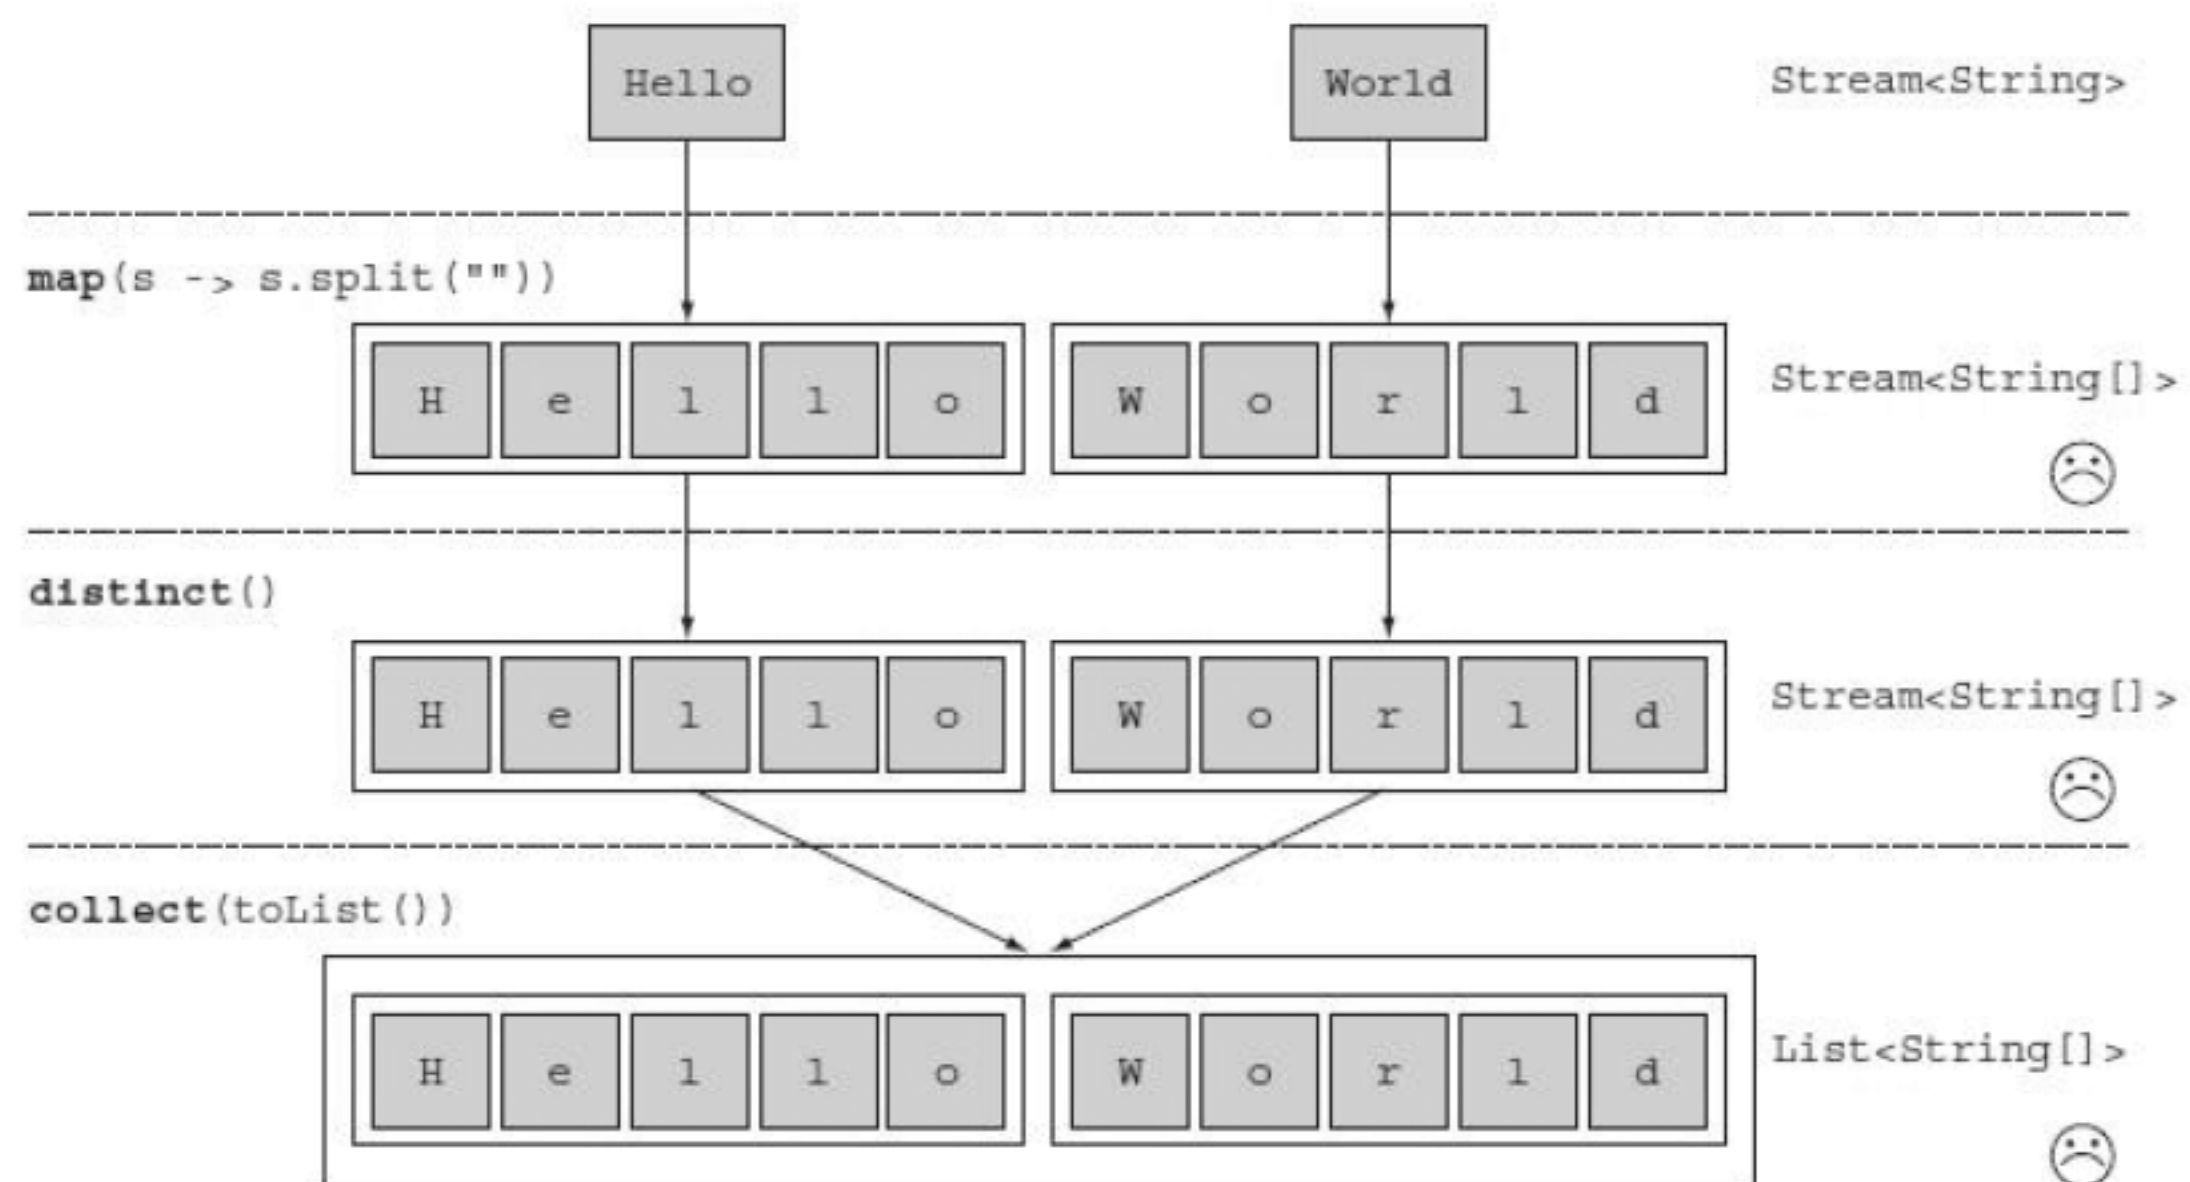 Hello World Stream<String>
map(s -> s.split(""))
H e l l o W o r l d Stream<String[]>
distinct()
H e l l o W o r l d Stream<String[]>
collect(toList())
H e l l o W o r l d List<String[]>